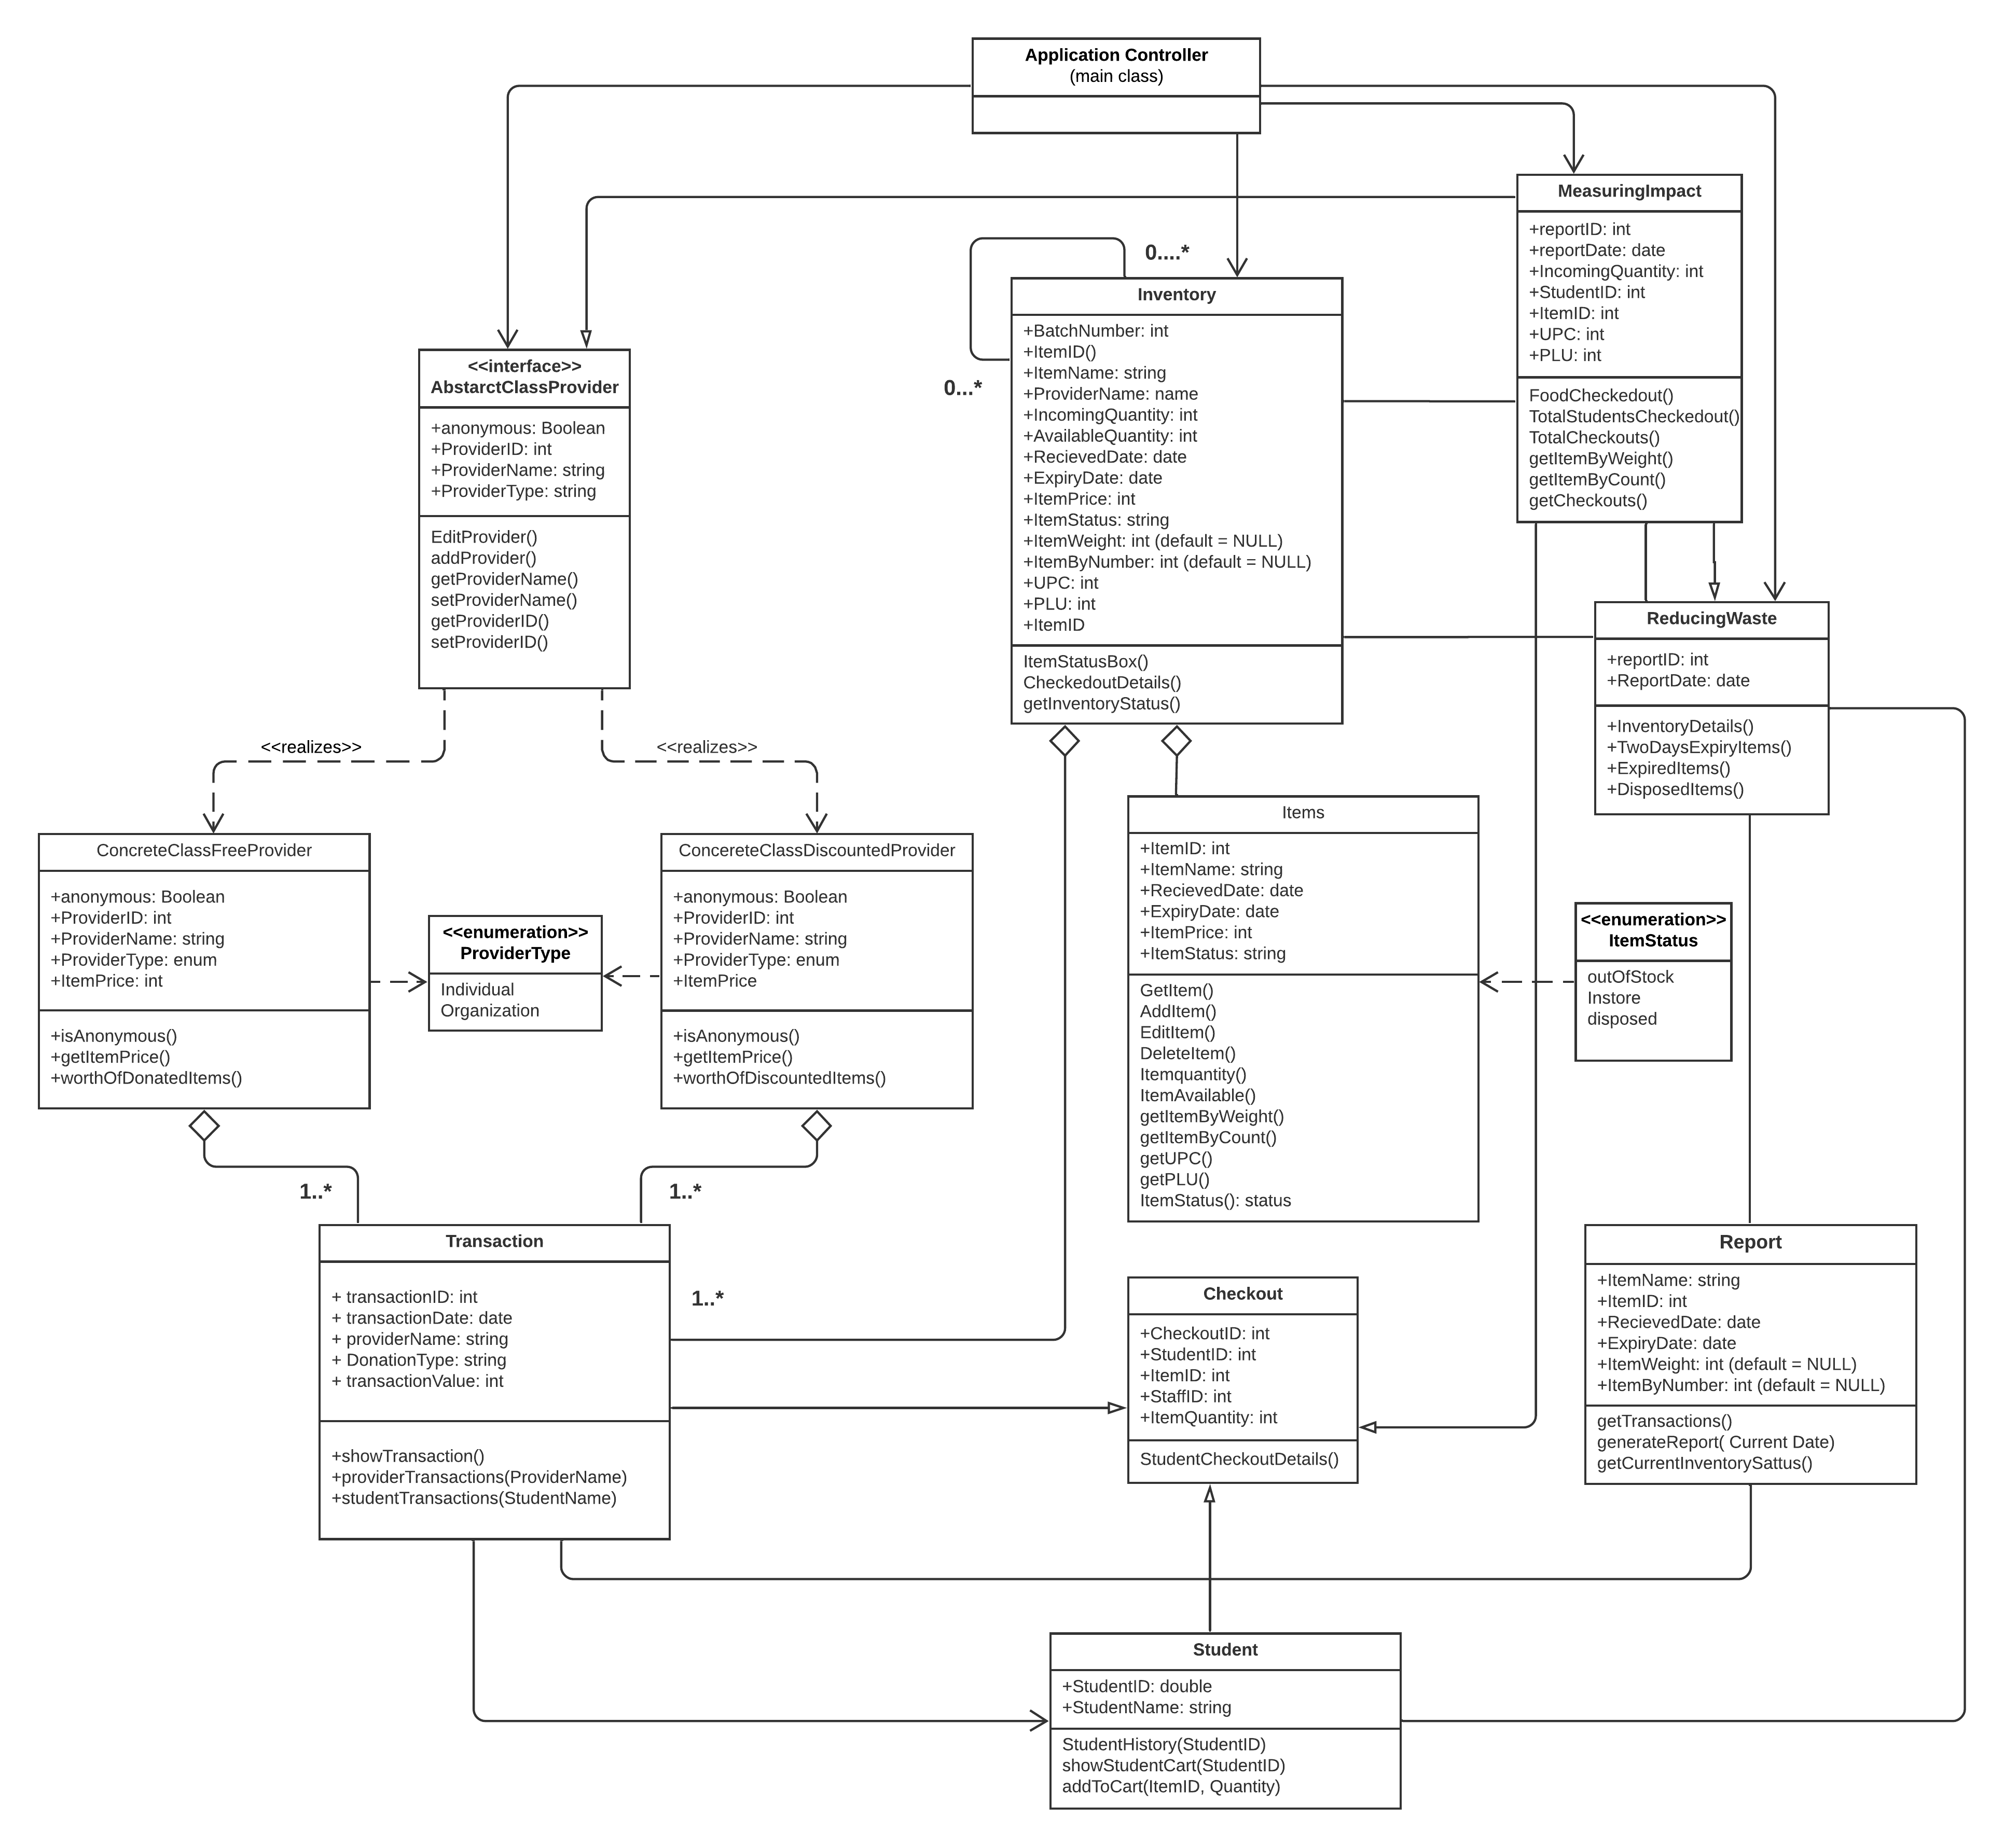 Application Controller
(main class)
MeasuringImpact
+reportID: int
+reportDate: date
+IncomingQuantity: int
+StudentID: int
+ItemID: int
+UPC: int
+PLU: int
FoodCheckedout()
TotalStudentsCheckedout()
TotalCheckouts()
getItemByWeight()
getItemByCount()
getCheckouts()
0....*
0...*
Inventory
+BatchNumber: int
+ItemID()
+ItemName: string
+ProviderName: name
+IncomingQuantity: int
+AvailableQuantity: int
+RecievedDate: date
+ExpiryDate: date
+ItemPrice: int
+ItemStatus: string
+ItemWeight: int (default = NULL)
+ItemByNumber: int (default = NULL)
+UPC: int
+PLU: int
+ItemID
ItemStatusBox()
CheckedoutDetails()
getInventoryStatus()
<<interface>>
AbstarctClassProvider
+anonymous: Boolean
+ProviderID: int
+ProviderName: string
+ProviderType: string
EditProvider()
addProvider()
getProviderName()
setProviderName()
getProviderID()
setProviderID()
ReducingWaste
+reportID: int
+ReportDate: date
+InventoryDetails()
+TwoDaysExpiryItems()
+ExpiredItems()
+DisposedItems()
<<realizes>>
<<realizes>>
ConcreteClassFreeProvider
+anonymous: Boolean
+ProviderID: int
+ProviderName: string
+ProviderType: enum
+ItemPrice: int
+isAnonymous()
+getItemPrice()
+worthOfDonatedItems()
<<enumeration>>
ProviderType
Individual
Organization
ConcereteClassDiscountedProvider
+anonymous: Boolean
+ProviderID: int
+ProviderName: string
+ProviderType: enum
+ItemPrice
+isAnonymous()
+getItemPrice()
+worthOfDiscountedItems()
Items
+ItemID: int
+ItemName: string
+RecievedDate: date
+ExpiryDate: date
+ItemPrice: int
+ItemStatus: string
GetItem()
AddItem()
EditItem()
DeleteItem()
Itemquantity()
ItemAvailable()
getItemByWeight()
getItemByCount()
getUPC()
getPLU()
ItemStatus(): status
<<enumeration>>
ItemStatus
outOfStock
Instore
disposed
1..*
1..*
Transaction
+ transactionID: int
+ transactionDate: date
+ providerName: string
+ DonationType: string
+ transactionValue: int
+showTransaction()
+providerTransactions(ProviderName)
+studentTransactions(StudentName)
1..*
Checkout
+CheckoutID: int
+StudentID: int
+ItemID: int
+StaffID: int
+ItemQuantity: int
StudentCheckoutDetails()
Report
+ItemName: string
+ItemID: int
+RecievedDate: date
+ExpiryDate: date
+ItemWeight: int (default = NULL)
+ItemByNumber: int (default = NULL)
getTransactions()
generateReport( Current Date)
getCurrentInventorySattus()
Student
+StudentID: double
+StudentName: string
StudentHistory(StudentID)
showStudentCart(StudentID)
addToCart(ItemID, Quantity)